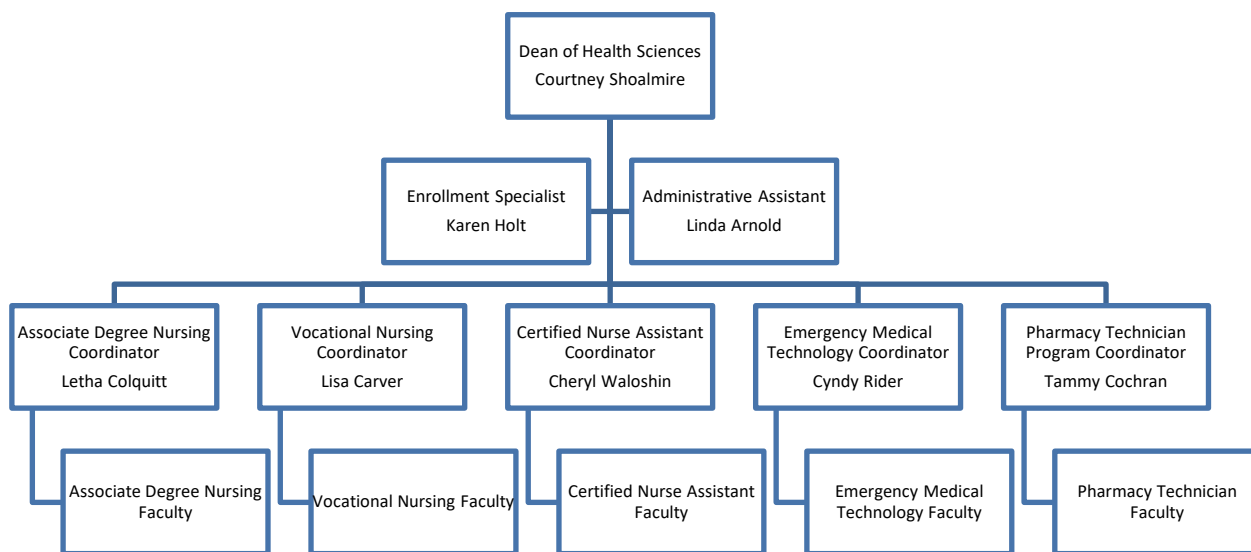 Dean of Health Sciences
Courtney Shoalmire
Enrollment Specialist
Karen Holt
Administrative Assistant
Linda Arnold
Associate Degree Nursing
Coordinator
Letha Colquitt
Vocational Nursing
Coordinator
Lisa Carver
Certified Nurse Assistant
Coordinator
Cheryl Waloshin
Emergency Medical
Technology Coordinator
Cyndy Rider
Pharmacy Technician
Program Coordinator
Tammy Cochran
Associate Degree Nursing
Faculty
Vocational Nursing Faculty
Certified Nurse Assistant
Faculty
Emergency Medical
Technology Faculty
Pharmacy Technician
Faculty